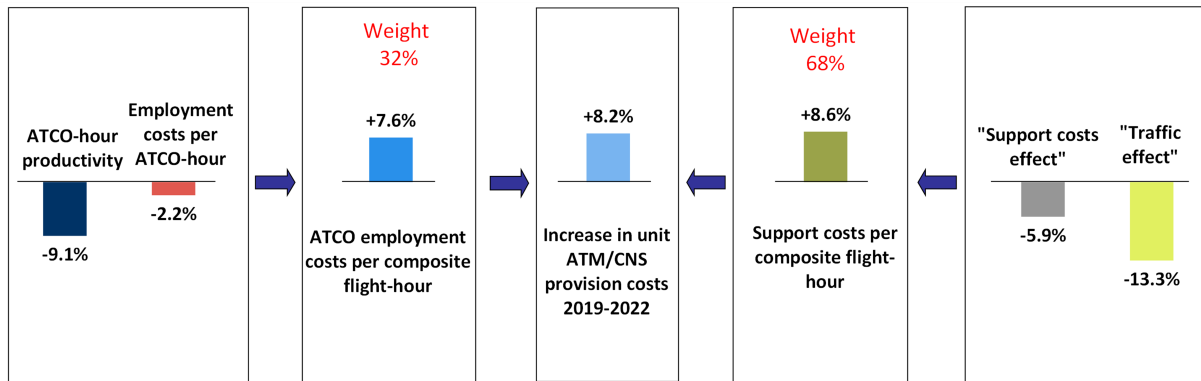 ATCO-hour
productivity
-9.1%
Employment
costs per
ATCO-hour
-2.2%
Weight
32%
+7.6%
ATCO employment
costs per composite
flight-hour
+8.2%
Increase in unit
ATM/CNS
provision costs
2019-2022
Weight
68%
+8.6%
Support costs per
composite flight-
hour
"Support costs
effect"
-5.9%
"Traffic
effect"
-13.3%